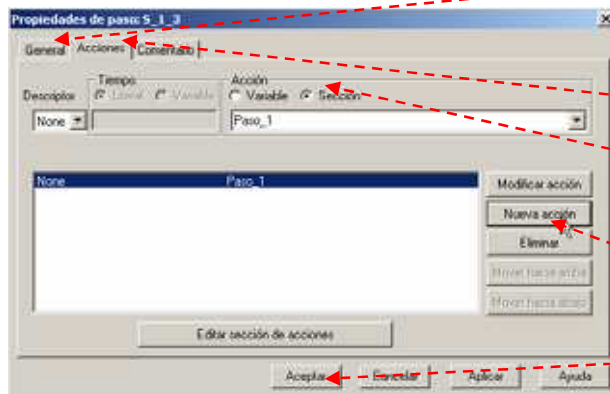 Propiedades de paso: S_1_3
General Acciones Comentario
Tiempo Acción
Descriptor Literal Variable Variable Sección
None Paso_1
None Paso_1
Modificar acción
Nueva acción
Eliminar
Mover hacia arriba
Mover hacia abajo
Editar sección de acciones
Aceptar Cancelar Aplicar Ayuda